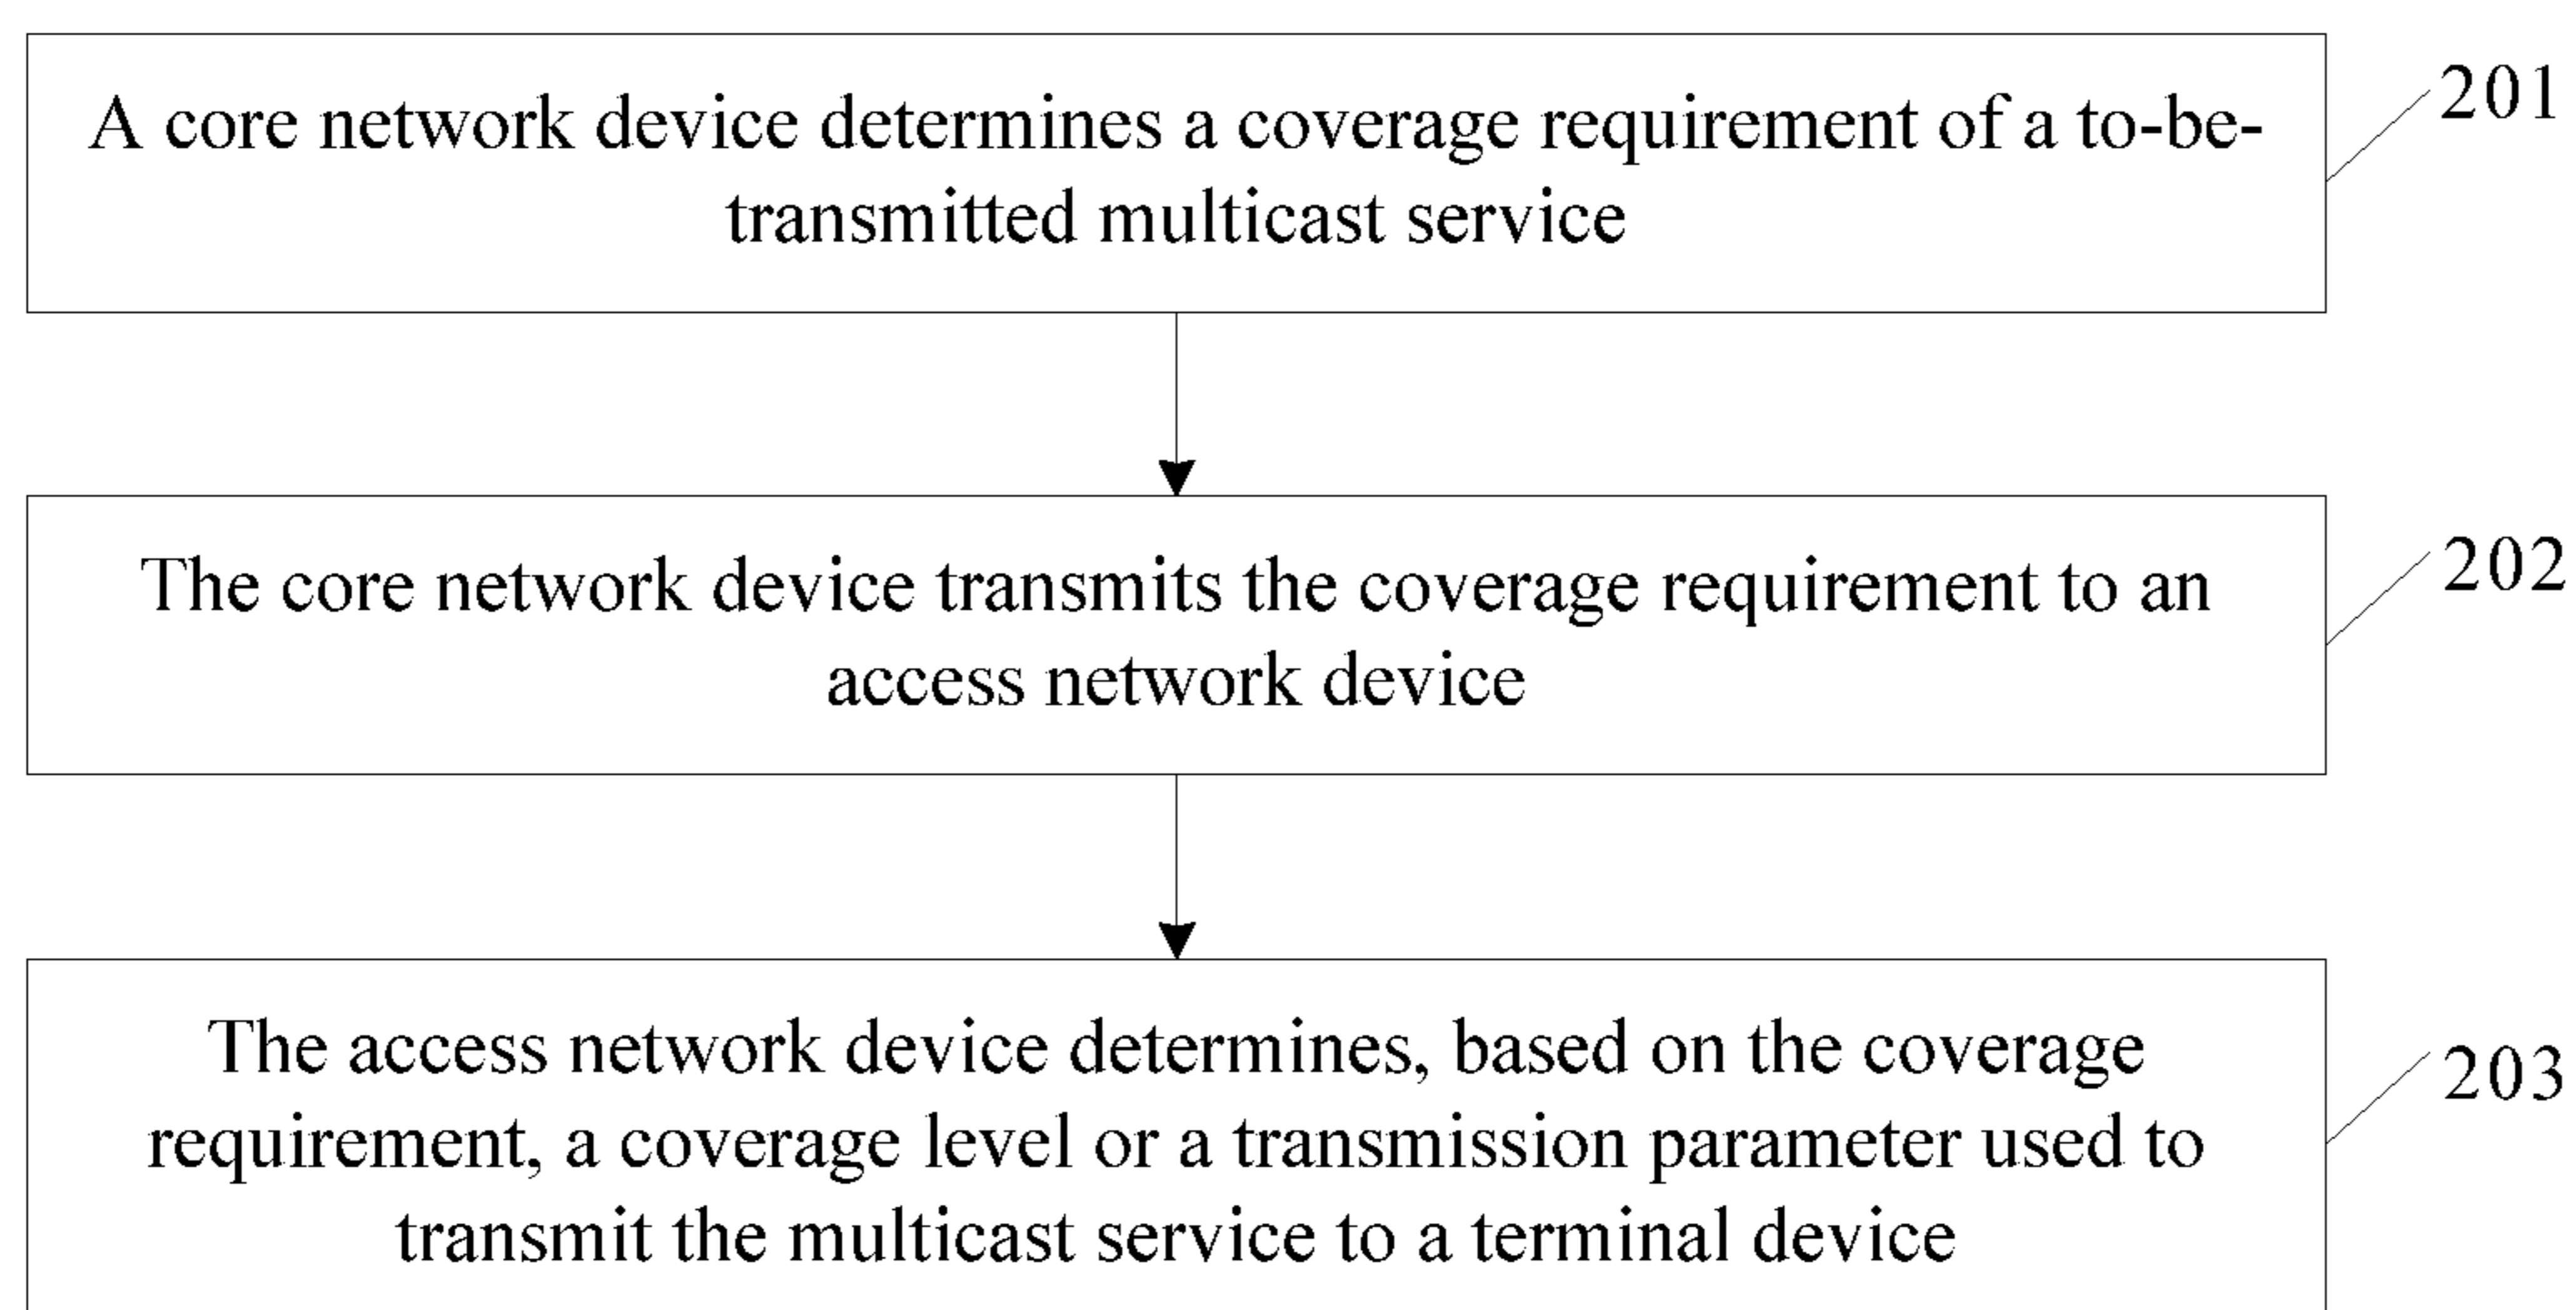 A core network device determines a coverage requirement of a to-be-
transmitted multicast service
201
The core network device transmits the coverage requirement to an
access network device
202
The access network device determines, based on the coverage
requirement, a coverage level or a transmission parameter used to
transmit the multicast service to a terminal device
203